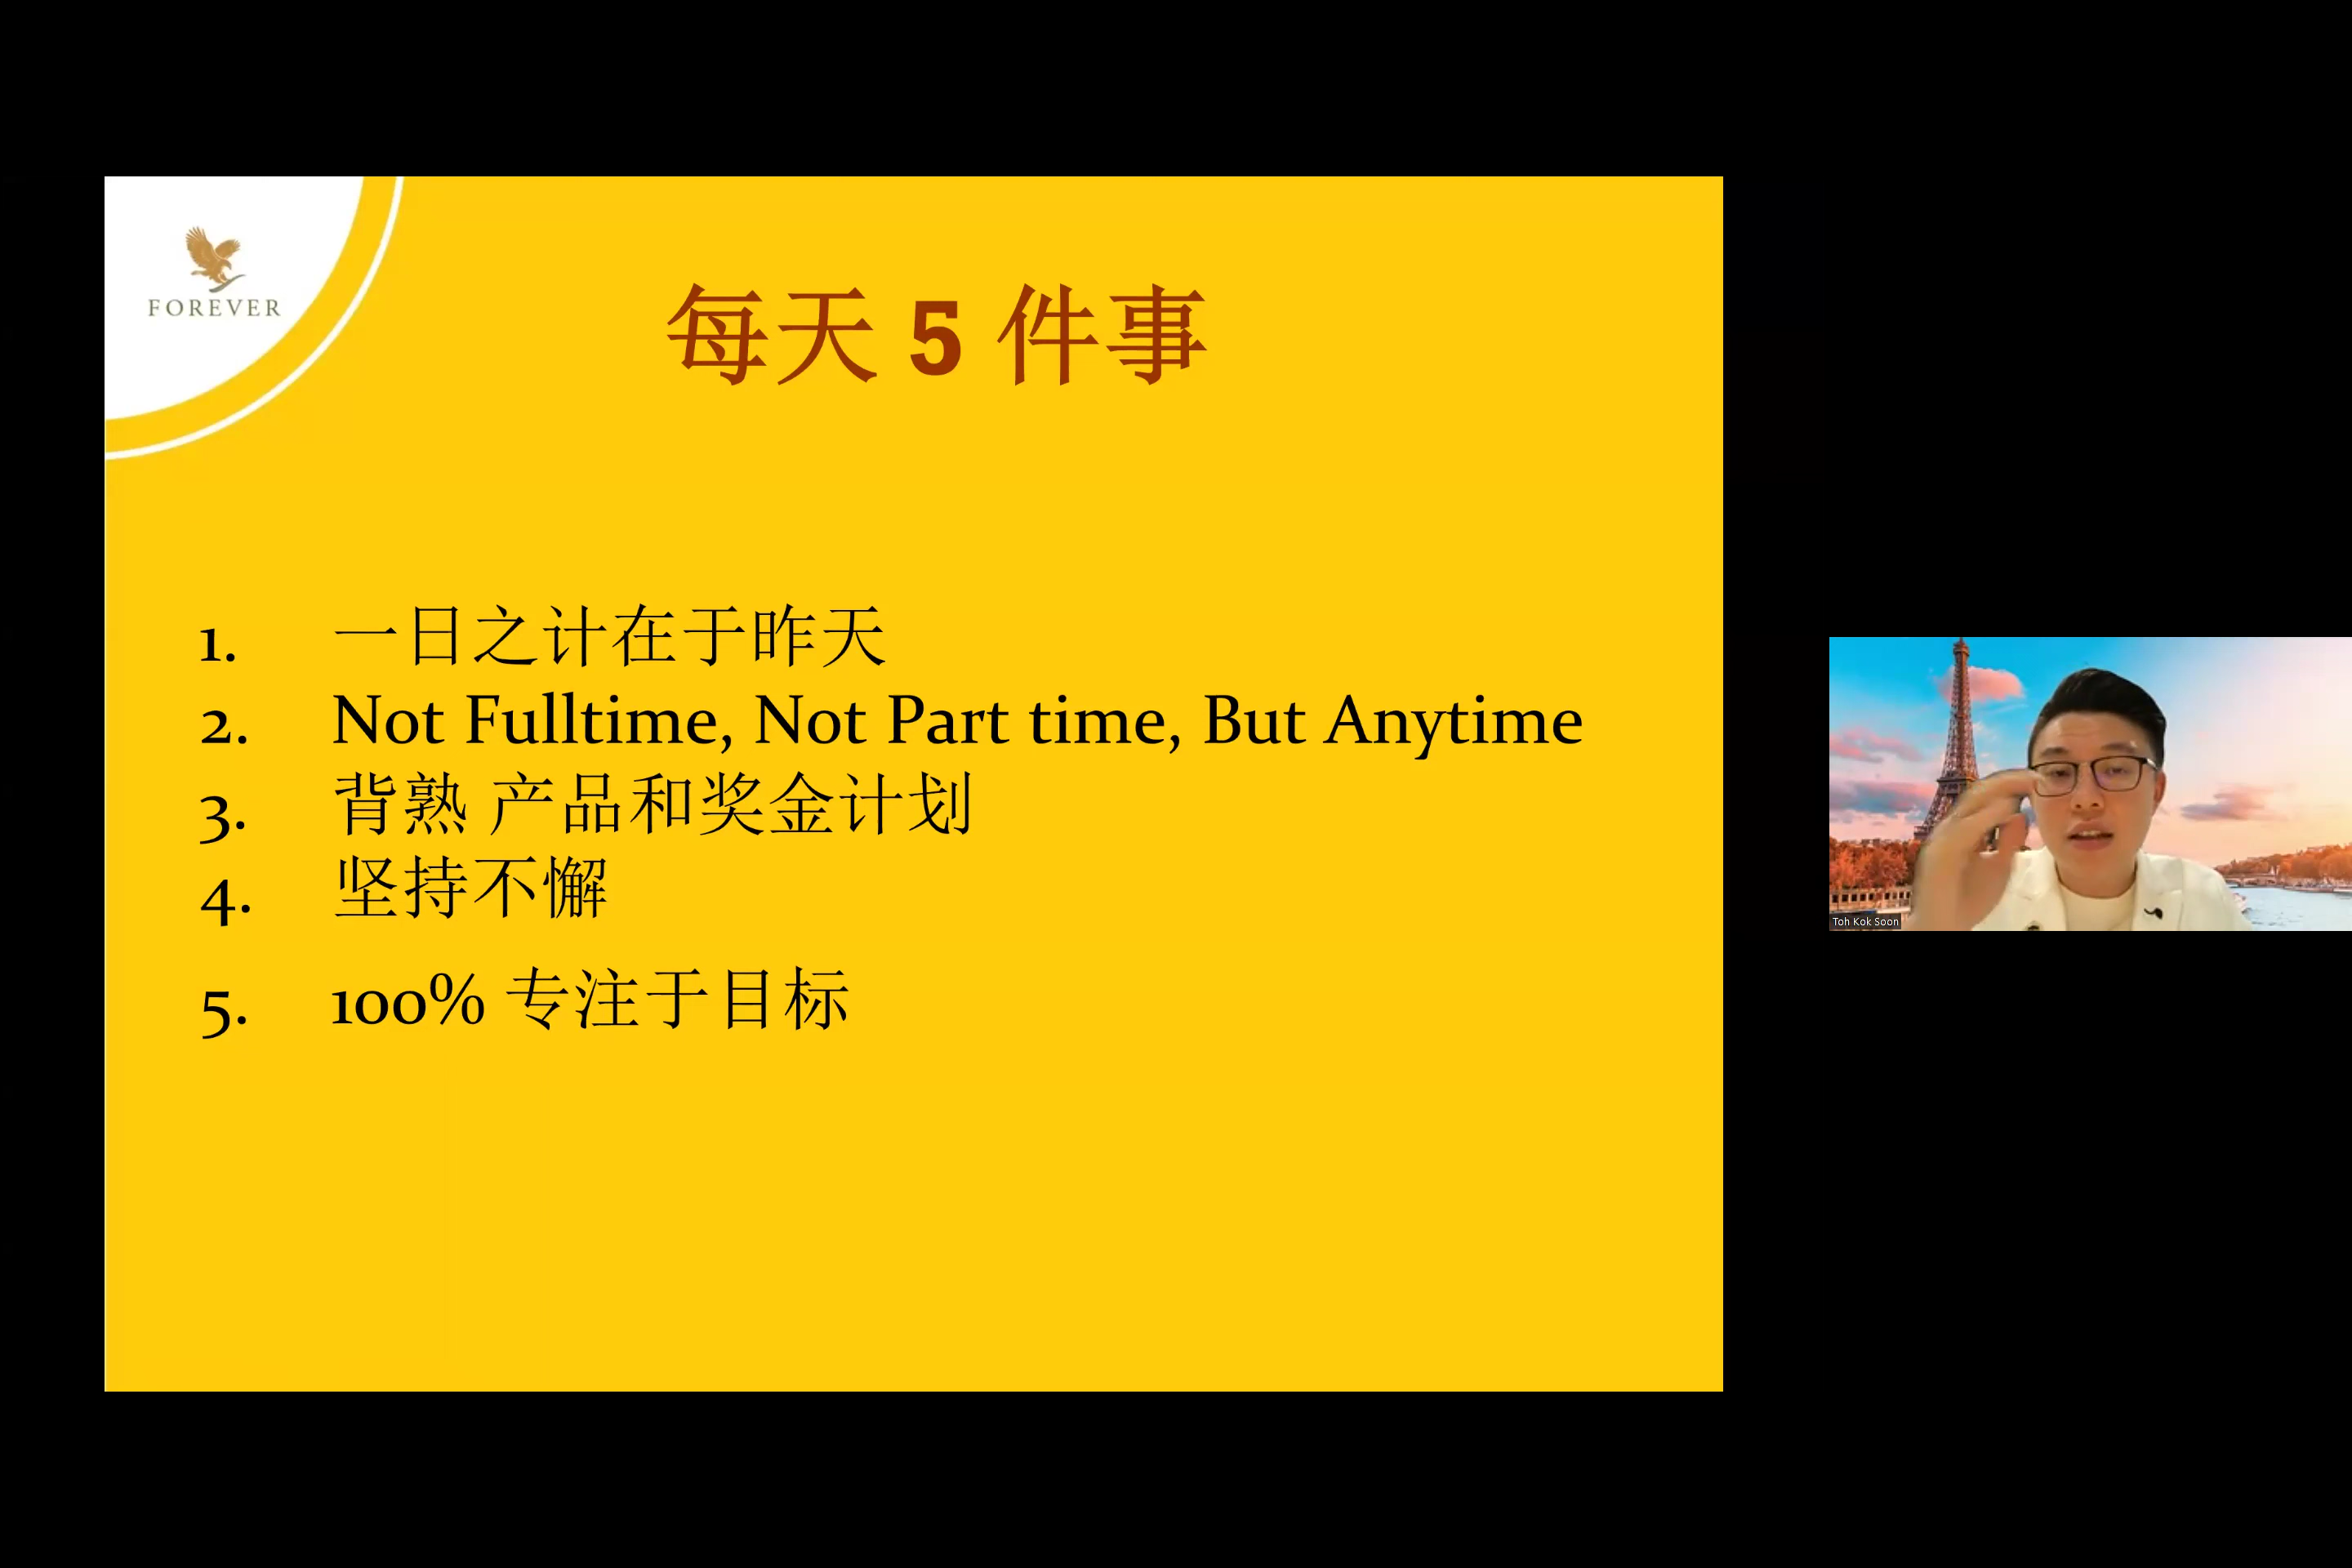 FOREVER
每天 5 件事
1. 一日之计在于昨天
2. Not Fulltime, Not Part time, But Anytime
3. 背熟 产品和奖金计划
4. 坚持不懈
5. 100% 专注于目标
Toh Kok Soon